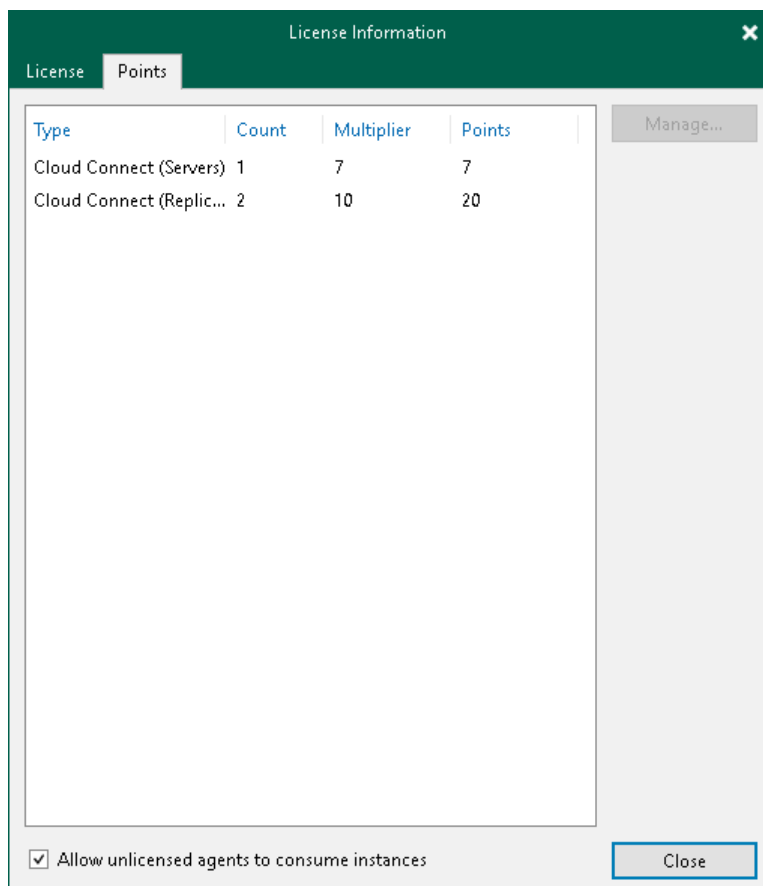 License Information
License Points
Type Count Multiplier Points Manage...
Cloud Connect (Servers) 1 7 7
Cloud Connect (Replic... 2 10 20
Allow unlicensed agents to consume instances Close